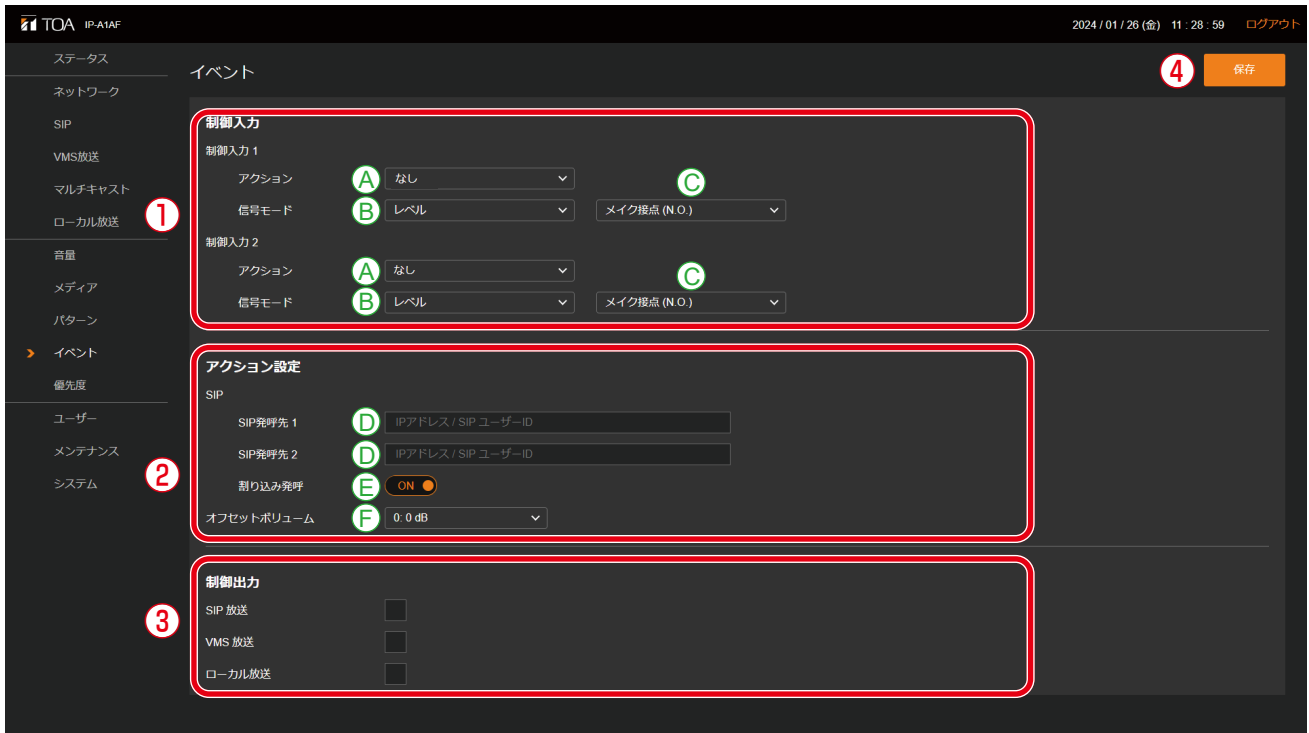 TOA IP-A1AF 2024 / 01 / 26 (金) 11 : 28 : 59 ログアウト
ステータス
ネットワーク
SIP
VMS放送
マルチキャスト
ローカル放送
音量
メディア
パターン
イベント
優先度
ユーザー
メンテナンス
システム
イベント
④ 保存
①
制御入力
制御入力 1
アクション Ⓐ なし Ⓒ
信号モード Ⓑ レベル メイク接点 (N.O.)
制御入力 2
アクション Ⓐ なし Ⓒ
信号モード Ⓑ レベル メイク接点 (N.O.)
②
アクション設定
SIP
SIP発呼先 1 Ⓓ IPアドレス / SIP ユーザーID
SIP発呼先 2 Ⓓ IPアドレス / SIP ユーザーID
割り込み発呼 Ⓔ ON
オフセットボリューム Ⓕ 0: 0 dB
③
制御出力
SIP 放送
VMS 放送
ローカル放送